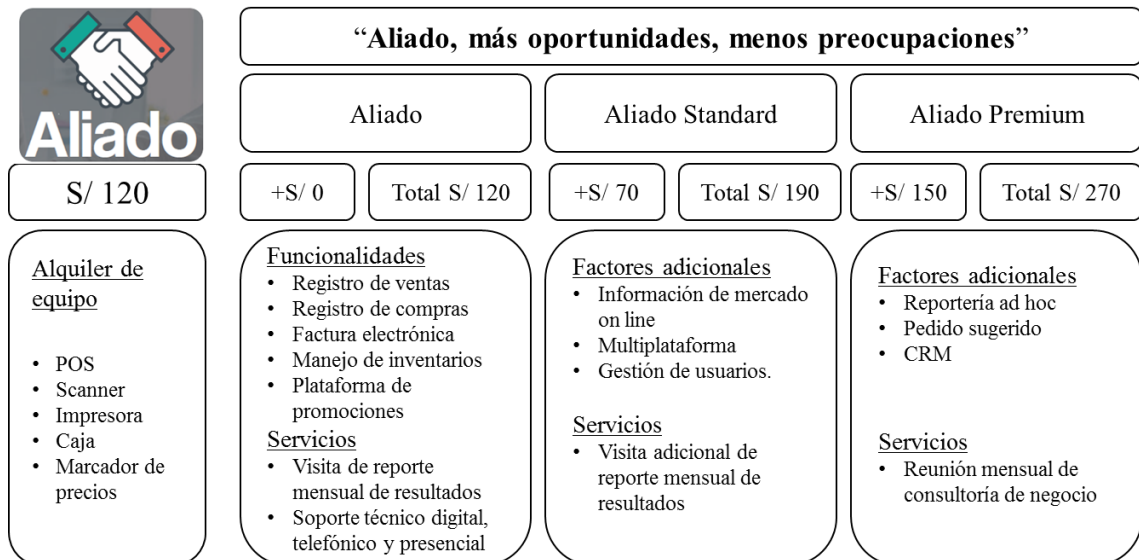 Aliado
“Aliado, más oportunidades, menos preocupaciones”
Aliado
Aliado Standard
Aliado Premium
S/ 120
+S/ 0
Total S/ 120
+S/ 70
Total S/ 190
+S/ 150
Total S/ 270
Alquiler de
equipo
• POS
• Scanner
• Impresora
• Caja
• Marcador de
precios
Funcionalidades
• Registro de ventas
• Registro de compras
• Factura electrónica
• Manejo de inventarios
• Plataforma de
promociones
Servicios
• Visita de reporte
mensual de resultados
• Soporte técnico digital,
telefónico y presencial
Factores adicionales
• Información de mercado
on line
• Multiplataforma
• Gestión de usuarios.
Servicios
• Visita adicional de
reporte mensual de
resultados
Factores adicionales
• Reportería ad hoc
• Pedido sugerido
• CRM
Servicios
• Reunión mensual de
consultoría de negocio